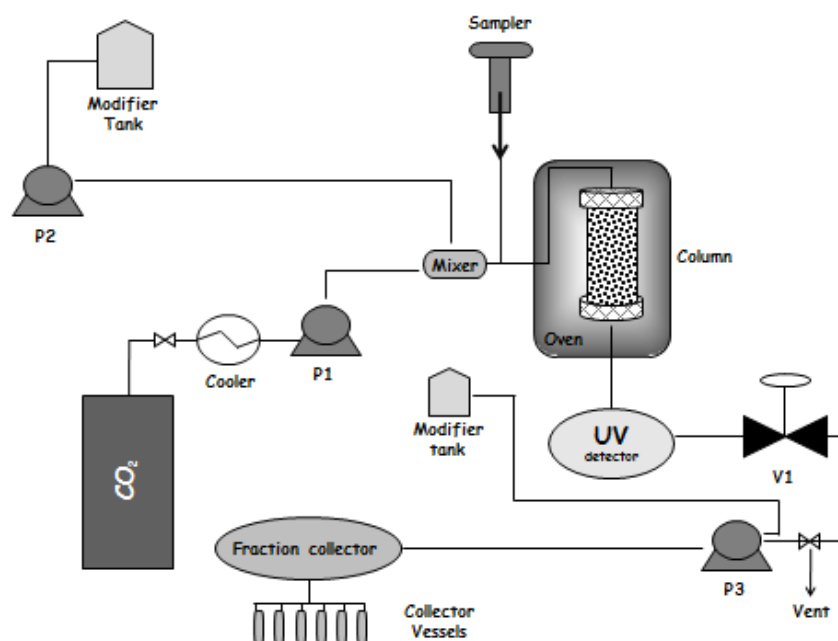 Sampler
Modifier
Tank
P2
Mixer
Column
Oven
P1
Cooler
CO₂
Modifier
tank
UV
detector
V1
Fraction collector
P3
Vent
Collector
Vessels